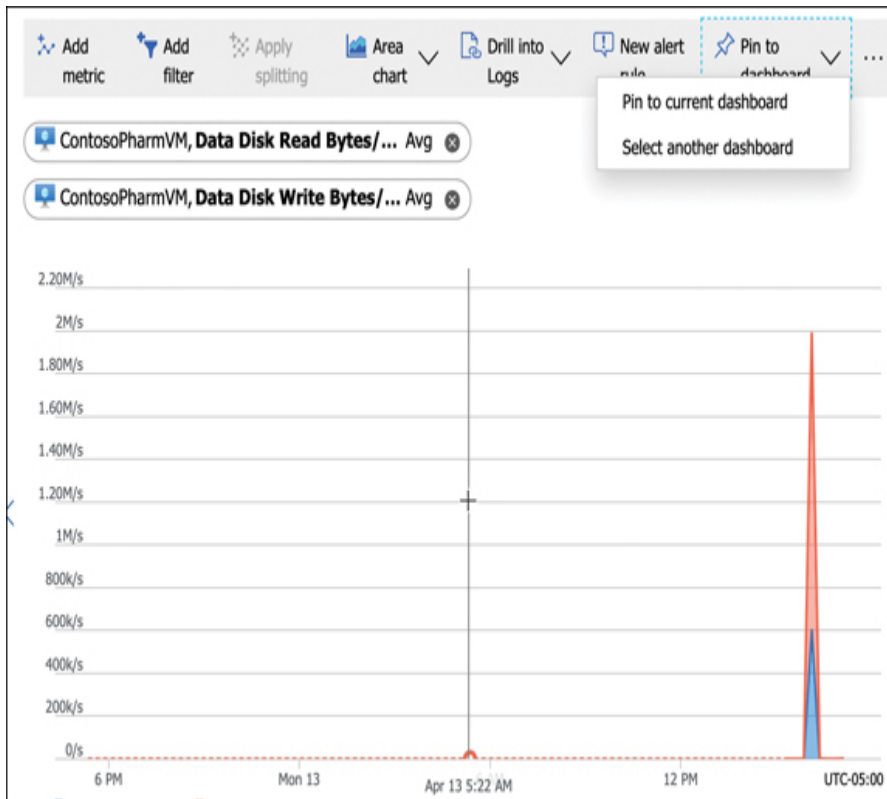 Add metric
Add filter
Apply splitting
Area chart
Drill into Logs
New alert rule
Pin to dashboard
...
Pin to current dashboard
Select another dashboard
ContosoPharmVM, Data Disk Read Bytes/... Avg
ContosoPharmVM, Data Disk Write Bytes/... Avg
2.20M/s
2M/s
1.80M/s
1.60M/s
1.40M/s
1.20M/s
1M/s
800k/s
600k/s
400k/s
200k/s
0/s
6 PM
Mon 13
Apr 13 5:22 AM
12 PM
UTC-05:00